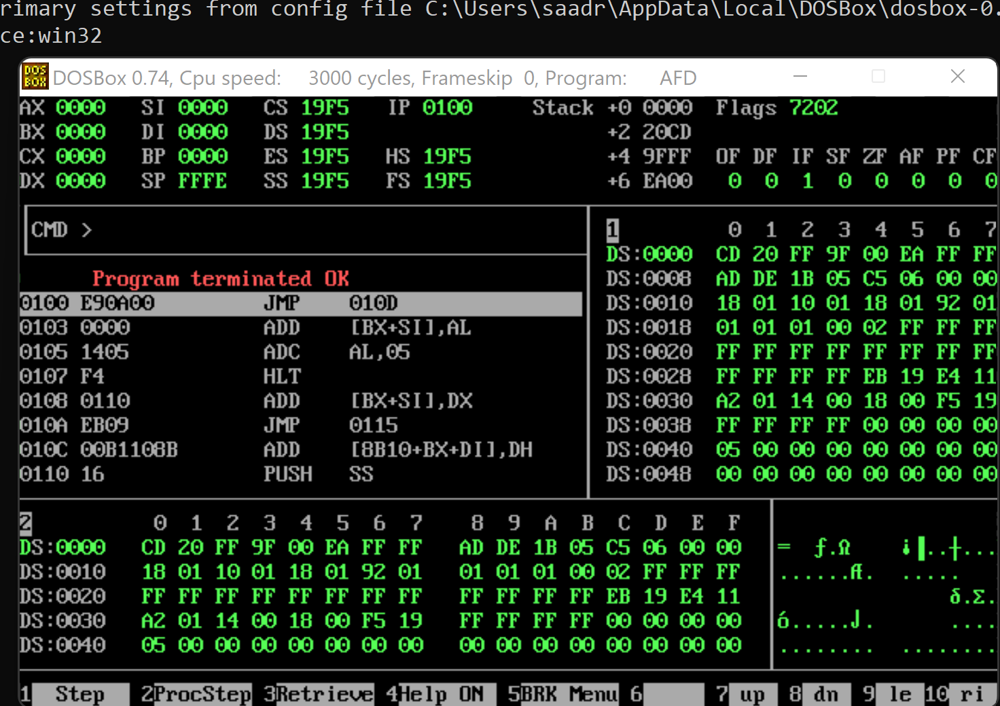 rimary settings from config file C:\Users\saadr\AppData\Local\DOSBox\dosbox-0.
ce:win32
DOSBox 0.74, Cpu speed: 3000 cycles, Frameskip 0, Program: AFD
AX 0000 SI 0000 CS 19F5 IP 0100 Stack +0 0000 Flags 7202
BX 0000 DI 0000 DS 19F5 +2 20CD
CX 0000 BP 0000 ES 19F5 HS 19F5 +4 9FFF OF DF IF SF ZF AF PF CF
DX 0000 SP FFFE SS 19F5 FS 19F5 +6 EA00 0 0 1 0 0 0 0 0
CMD >
Program terminated OK
0100 E90A00 JMP 010D
0103 0000 ADD [BX+SI],AL
0105 1405 ADC AL,05
0107 F4 HLT
0108 0110 ADD [BX+SI],DX
010A EB09 JMP 0115
010C 00B1108B ADD [8B10+BX+DI],DH
0110 16 PUSH SS
1 0 1 2 3 4 5 6 7
DS:0000 CD 20 FF 9F 00 EA FF FF
DS:0008 AD DE 1B 05 C5 06 00 00
DS:0010 18 01 10 01 18 01 92 01
DS:0018 01 01 01 00 02 FF FF FF
DS:0020 FF FF FF FF FF FF FF FF
DS:0028 FF FF FF FF EB 19 E4 11
DS:0030 A2 01 14 00 18 00 F5 19
DS:0038 FF FF FF FF 00 00 00 00
DS:0040 05 00 00 00 00 00 00 00
DS:0048 00 00 00 00 00 00 00 00
2 0 1 2 3 4 5 6 7 8 9 A B C D E F
DS:0000 CD 20 FF 9F 00 EA FF FF AD DE 1B 05 C5 06 00 00 = ƒ.Ω ¡▌..┼...
DS:0010 18 01 10 01 18 01 92 01 01 01 01 00 02 FF FF FF ......Æ. .....
DS:0020 FF FF FF FF FF FF FF FF FF FF FF FF EB 19 E4 11 δ.Σ.
DS:0030 A2 01 14 00 18 00 F5 19 FF FF FF FF 00 00 00 00 ó.....⌡. ....
DS:0040 05 00 00 00 00 00 00 00 00 00 00 00 00 00 00 00 ........ ........
1 Step 2ProcStep 3Retrieve 4Help ON 5BRK Menu 6 7 up 8 dn 9 le 10 ri